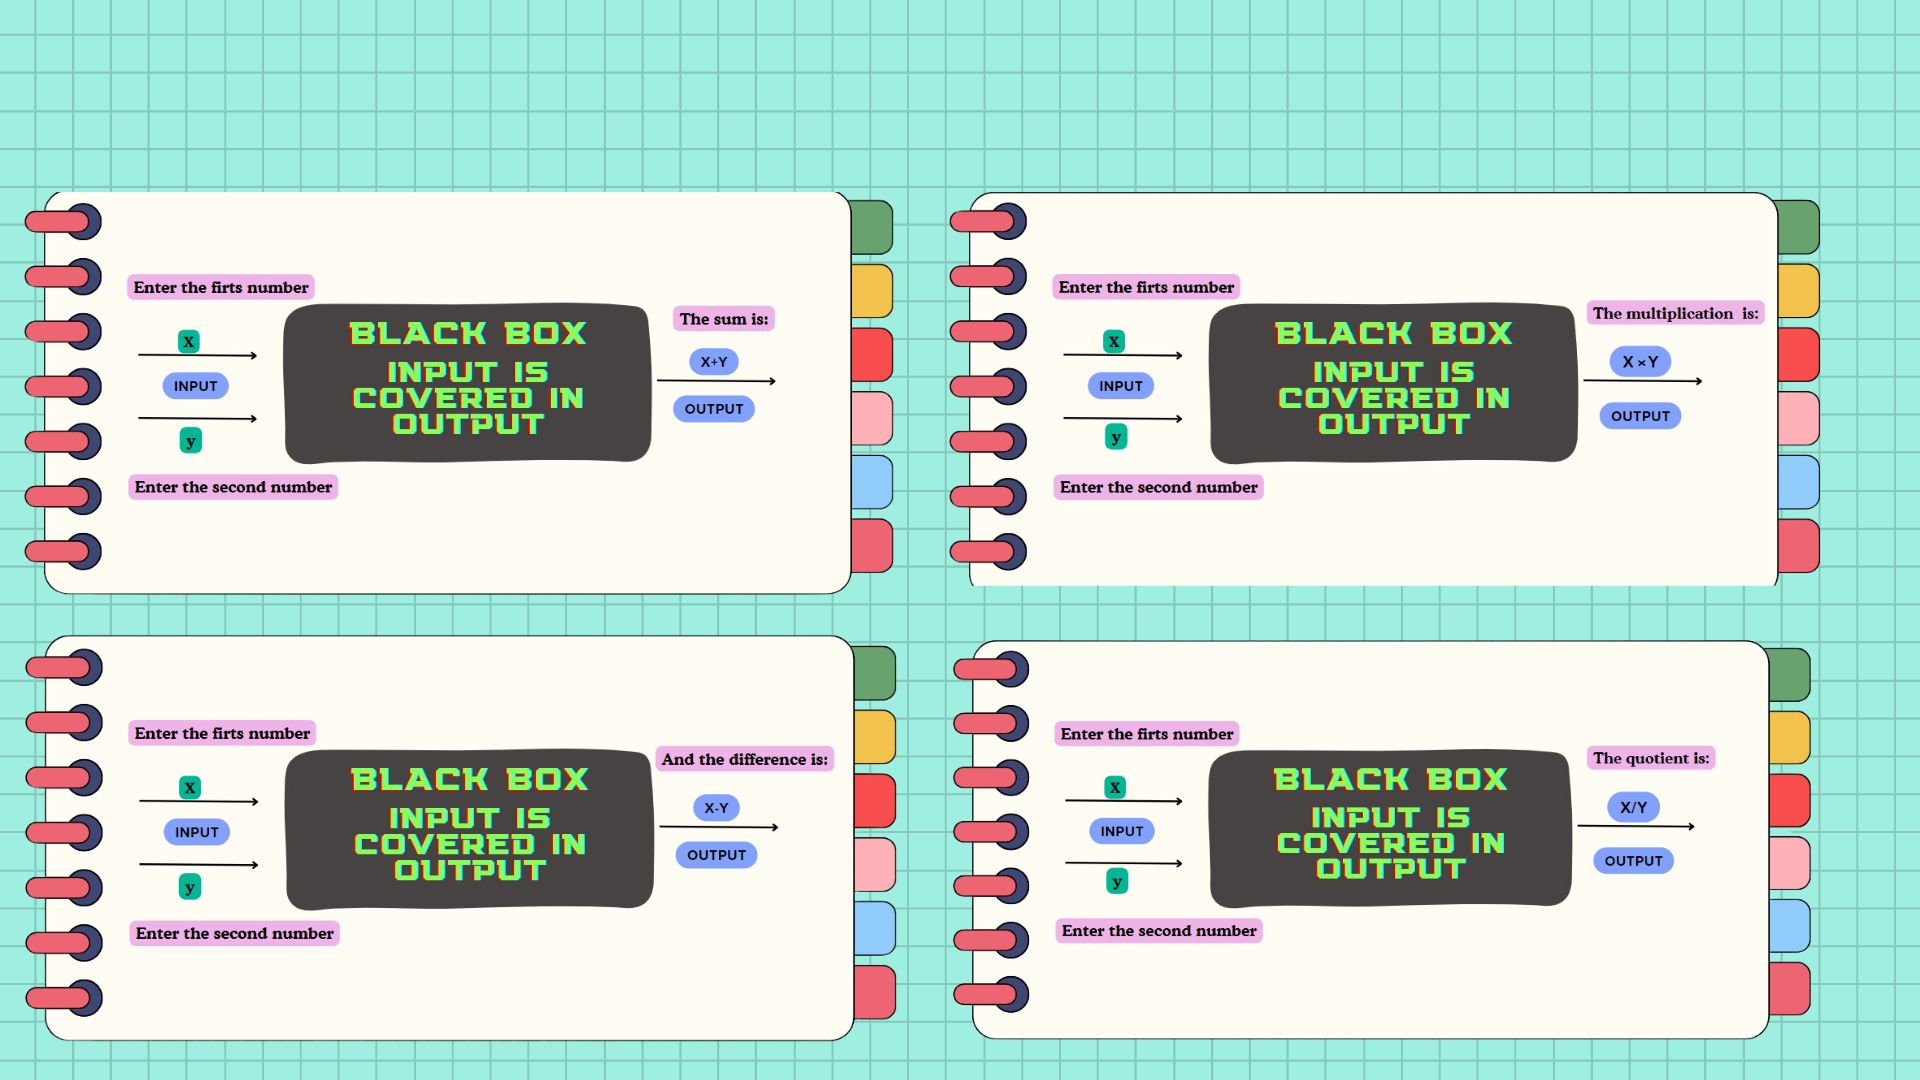 Enter the firts number
x
INPUT
y
Enter the second number
BLACK BOX
INPUT IS
COVERED IN
OUTPUT
The sum is:
X+Y
OUTPUT
Enter the firts number
x
INPUT
y
Enter the second number
BLACK BOX
INPUT IS
COVERED IN
OUTPUT
The multiplication is:
X×Y
OUTPUT
Enter the firts number
x
INPUT
y
Enter the second number
BLACK BOX
INPUT IS
COVERED IN
OUTPUT
And the difference is:
X-Y
OUTPUT
Enter the firts number
x
INPUT
y
Enter the second number
BLACK BOX
INPUT IS
COVERED IN
OUTPUT
The quotient is:
X/Y
OUTPUT